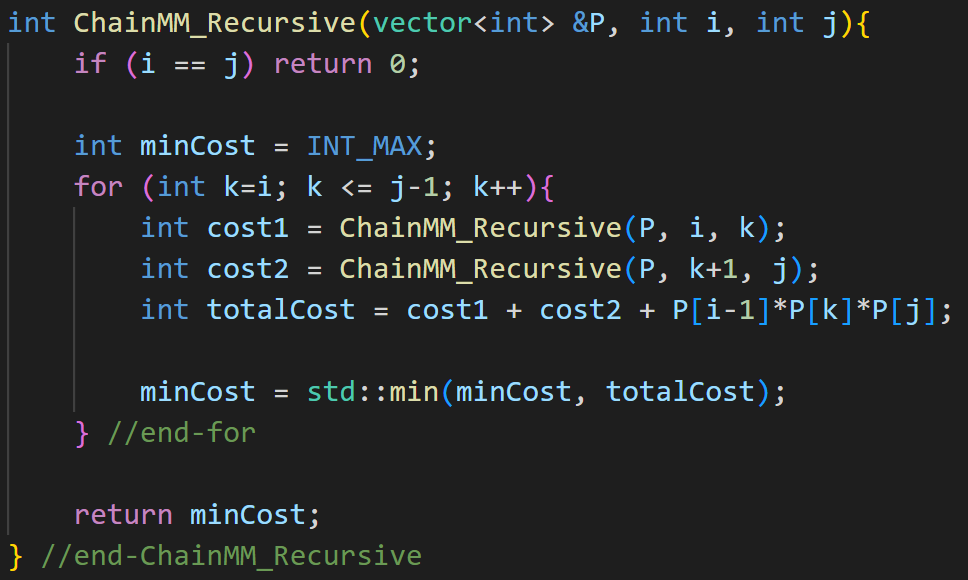 int ChainMM_Recursive(vector<int> &P, int i, int j){
    if (i == j) return 0;
    int minCost = INT_MAX;
    for (int k=i; k <= j-1; k++){
        int cost1 = ChainMM_Recursive(P, i, k);
        int cost2 = ChainMM_Recursive(P, k+1, j);
        int totalCost = cost1 + cost2 + P[i-1]*P[k]*P[j];
        minCost = std::min(minCost, totalCost);
    } //end-for
    return minCost;
} //end-ChainMM_Recursive